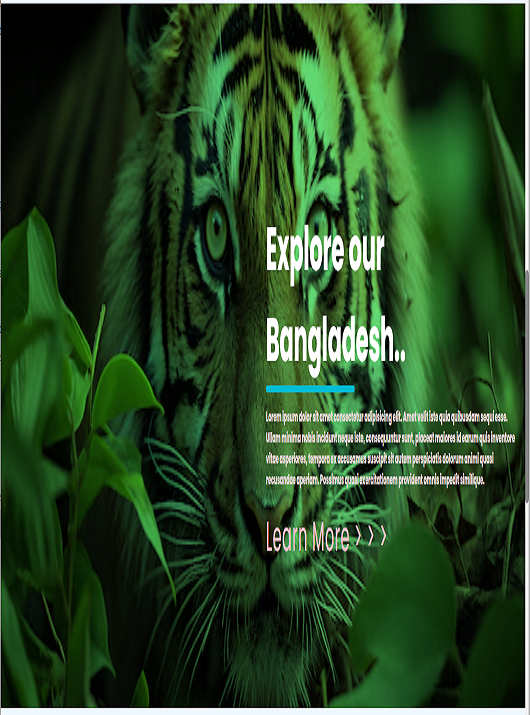 Explore our
Bangladesh..
Lorem ipsum dolor sit amet consectetur adipisicing elit. Amet velit iste quia quibusdam sequi esse.
Ullam minima nobis incidunt neque iste, consequuntur sunt, placeat maiores id earum quis inventore
vitae asperiores, tempora ex accusamus suscipit sit autem perspiciatis dolorum animi quasi
recusandae aperiam. Possimus quasi exercitationem provident omnis impedit similique.
Learn More > > >